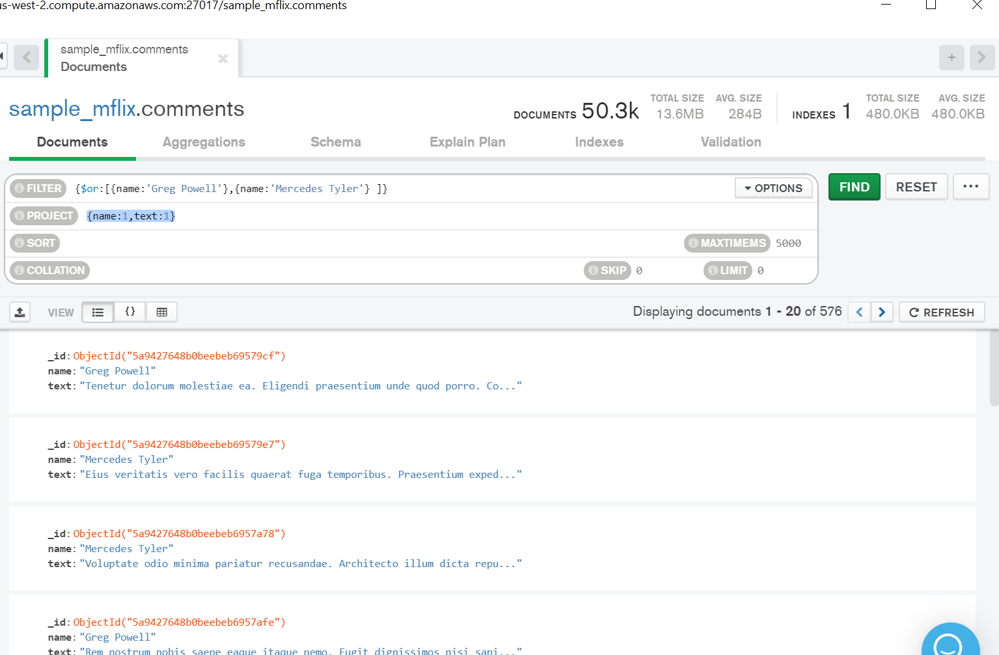 us-west-2.compute.amazonaws.com:27017/sample_mflix.comments
sample_mflix.comments
Documents
sample_mflix.comments
DOCUMENTS 50.3k TOTAL SIZE 13.6MB AVG. SIZE 284B INDEXES 1 TOTAL SIZE 480.0KB AVG. SIZE 480.0KB
Documents Aggregations Schema Explain Plan Indexes Validation
FILTER {$or:[{name:'Greg Powell'},{name:'Mercedes Tyler'} ]} OPTIONS FIND RESET ...
PROJECT {name:1,text:1}
SORT MAXTIMEMS 5000
COLLATION SKIP 0 LIMIT 0
VIEW {} Displaying documents 1 - 20 of 576 REFRESH
_id: ObjectId("5a9427648b0beebeb69579cf")
name: "Greg Powell"
text: "Tenetur dolorum molestiae ea. Eligendi praesentium unde quod porro. Co..."
_id: ObjectId("5a9427648b0beebeb69579e7")
name: "Mercedes Tyler"
text: "Eius veritatis vero facilis quaerat fuga temporibus. Praesentium exped..."
_id: ObjectId("5a9427648b0beebeb6957a78")
name: "Mercedes Tyler"
text: "Voluptate odio minima pariatur recusandae. Architecto illum dicta repu..."
_id: ObjectId("5a9427648b0beebeb6957afe")
name: "Greg Powell"
text: "Rem nostrum nobis saepe eaque itaque nemo. Fugit dignissimos nisi sapi..."